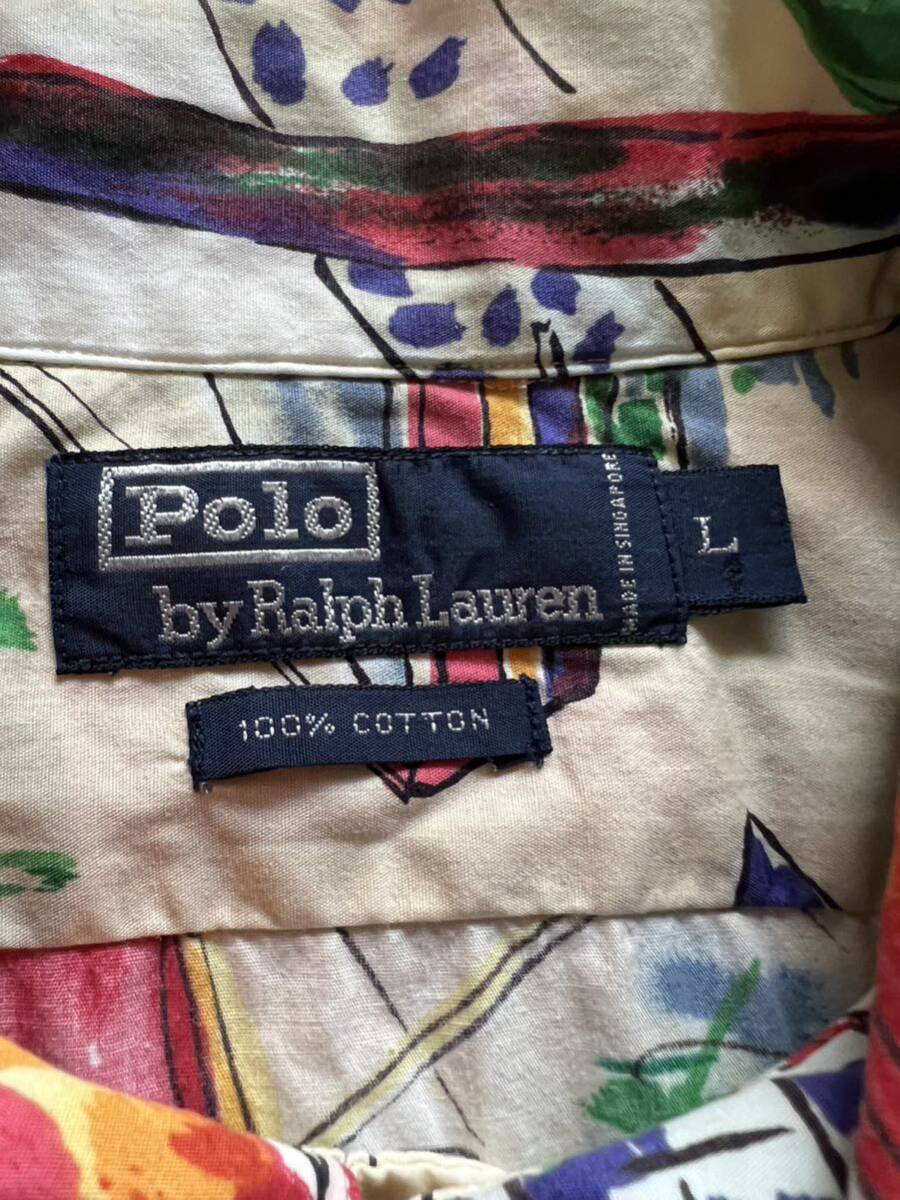 Polo
by Ralph Lauren
MADE IN SINGAPORE
L
100% COTTON